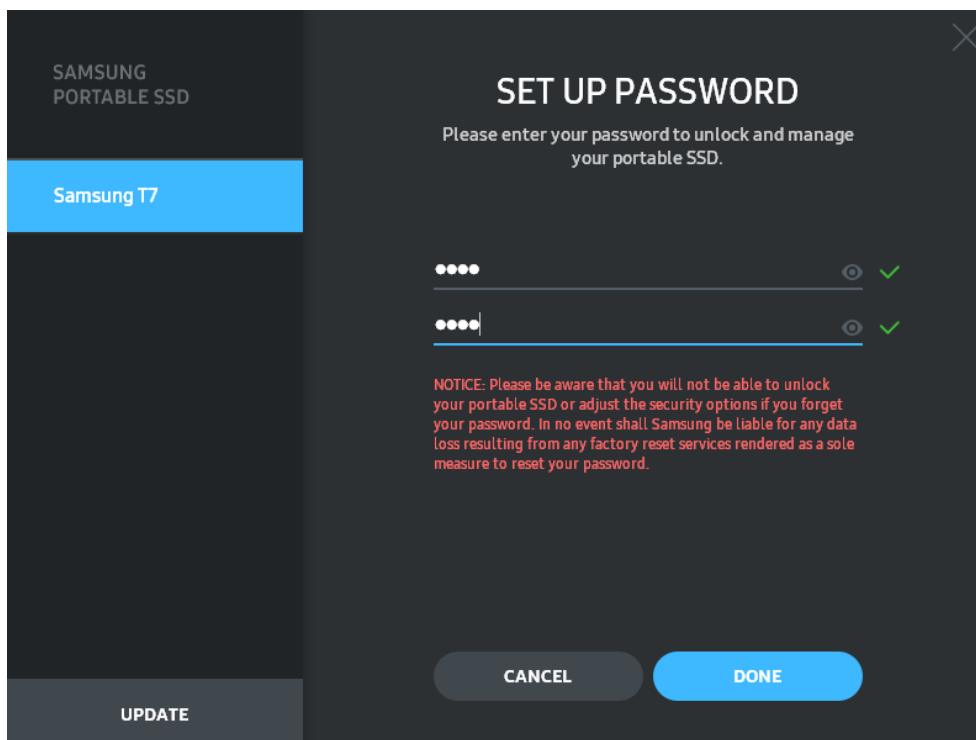 SAMSUNG
PORTABLE SSD
Samsung T7
UPDATE
SET UP PASSWORD
Please enter your password to unlock and manage
your portable SSD.
●●●●
●●●●
NOTICE: Please be aware that you will not be able to unlock
your portable SSD or adjust the security options if you forget
your password. In no event shall Samsung be liable for any data
loss resulting from any factory reset services rendered as a sole
measure to reset your password.
CANCEL
DONE